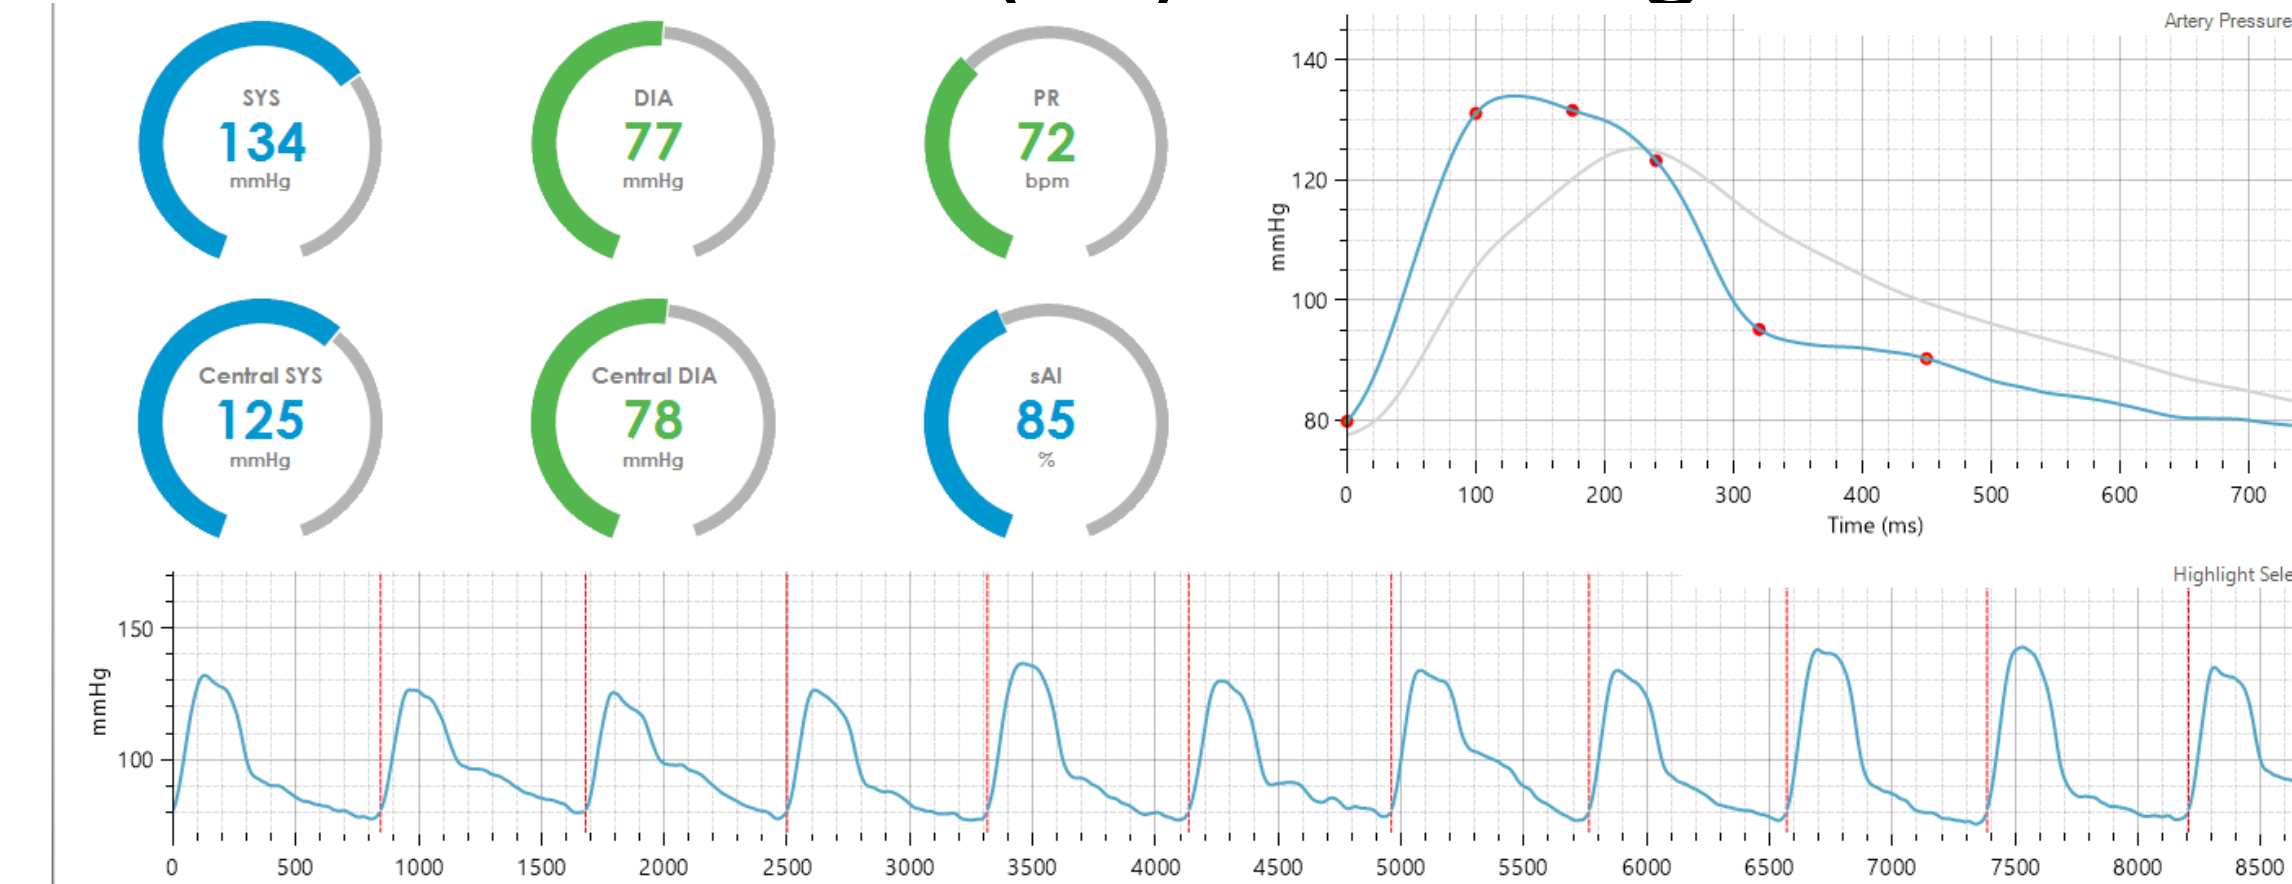 SYS
134
mmHg
DIA
77
mmHg
PR
72
bpm
Central SYS
125
mmHg
Central DIA
78
mmHg
sAI
85
%
Artery Pressure
140
120
100
80
mmHg
0 100 200 300 400 500 600 700
Time (ms)
Highlight Sele
150
100
mmHg
0 500 1000 1500 2000 2500 3000 3500 4000 4500 5000 5500 6000 6500 7000 7500 8000 8500